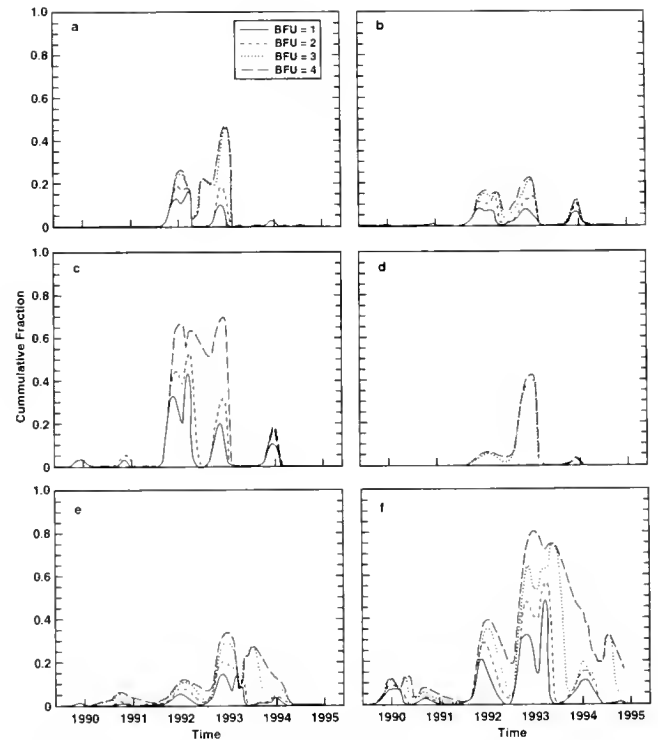 a
BFU = 1
BFU = 2
BFU = 3
BFU = 4
1.0
0.8
0.6
0.4
0.2
0
b
c
1.0
0.8
0.6
0.4
0.2
0
d
Cummulative Fraction
e
1.0
0.8
0.6
0.4
0.2
0
1990 1991 1992 1993 1994 1995
Time
f
1990 1991 1992 1993 1994 1995
Time